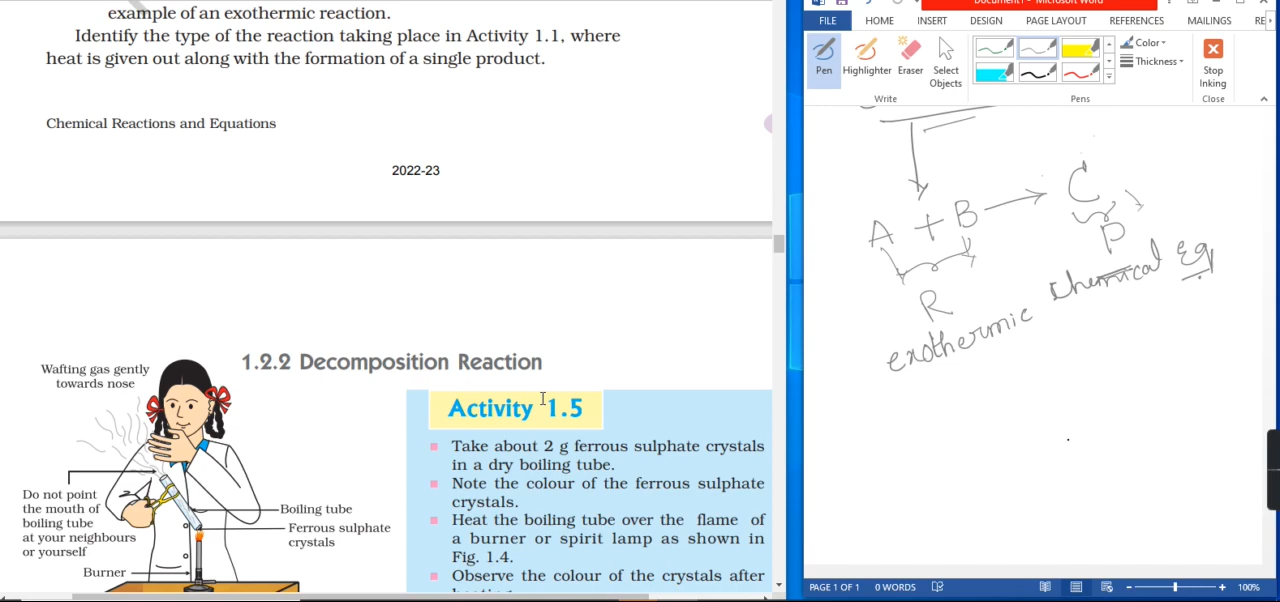 example of an exothermic reaction.
Identify the type of the reaction taking place in Activity 1.1, where
heat is given out along with the formation of a single product.
Chemical Reactions and Equations
2022-23
Wafting gas gently
towards nose
1.2.2 Decomposition Reaction
Activity 1.5
Take about 2 g ferrous sulphate crystals
in a dry boiling tube.
Note the colour of the ferrous sulphate
crystals.
Heat the boiling tube over the flame of
a burner or spirit lamp as shown in
Fig. 1.4.
Observe the colour of the crystals after
Do not point
the mouth of
boiling tube
at your neighbours
or yourself
Boiling tube
Ferrous sulphate
crystals
Burner
Microsoft Word
FILE HOME INSERT DESIGN PAGE LAYOUT REFERENCES MAILINGS RE
Pen Highlighter Eraser Select Objects
Color
Thickness
Stop Inking
Write Pens Close
A + B → C
R P
exothermic chemical Eq
PAGE 1 OF 1 0 WORDS 100%